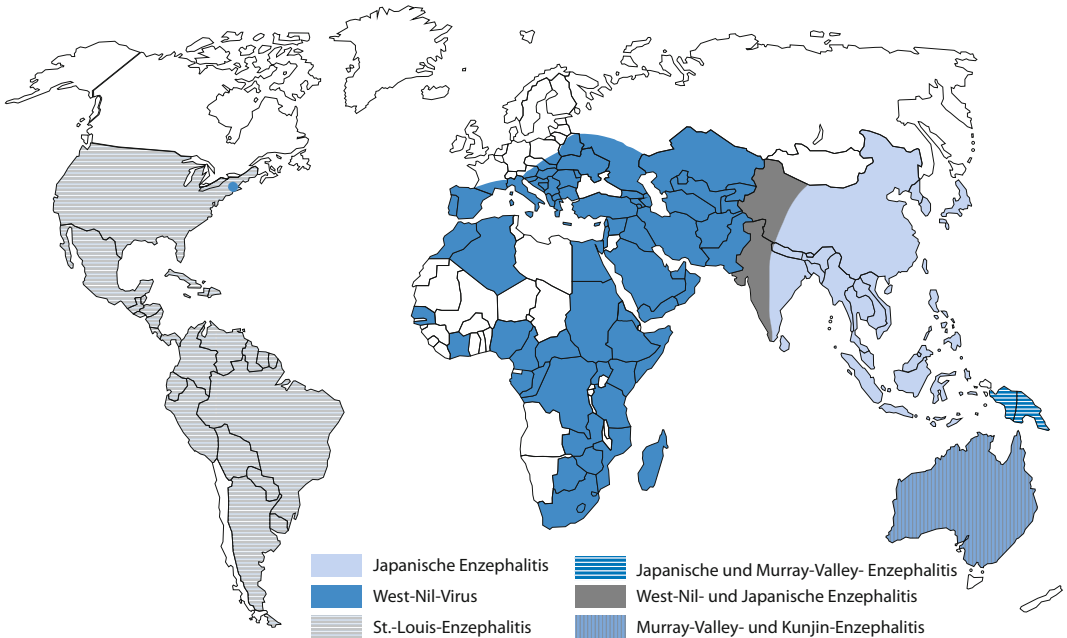 Japanische Enzephalitis
West-Nil-Virus
St.-Louis-Enzephalitis
Japanische und Murray-Valley- Enzephalitis
West-Nil- und Japanische Enzephalitis
Murray-Valley- und Kunjin-Enzephalitis